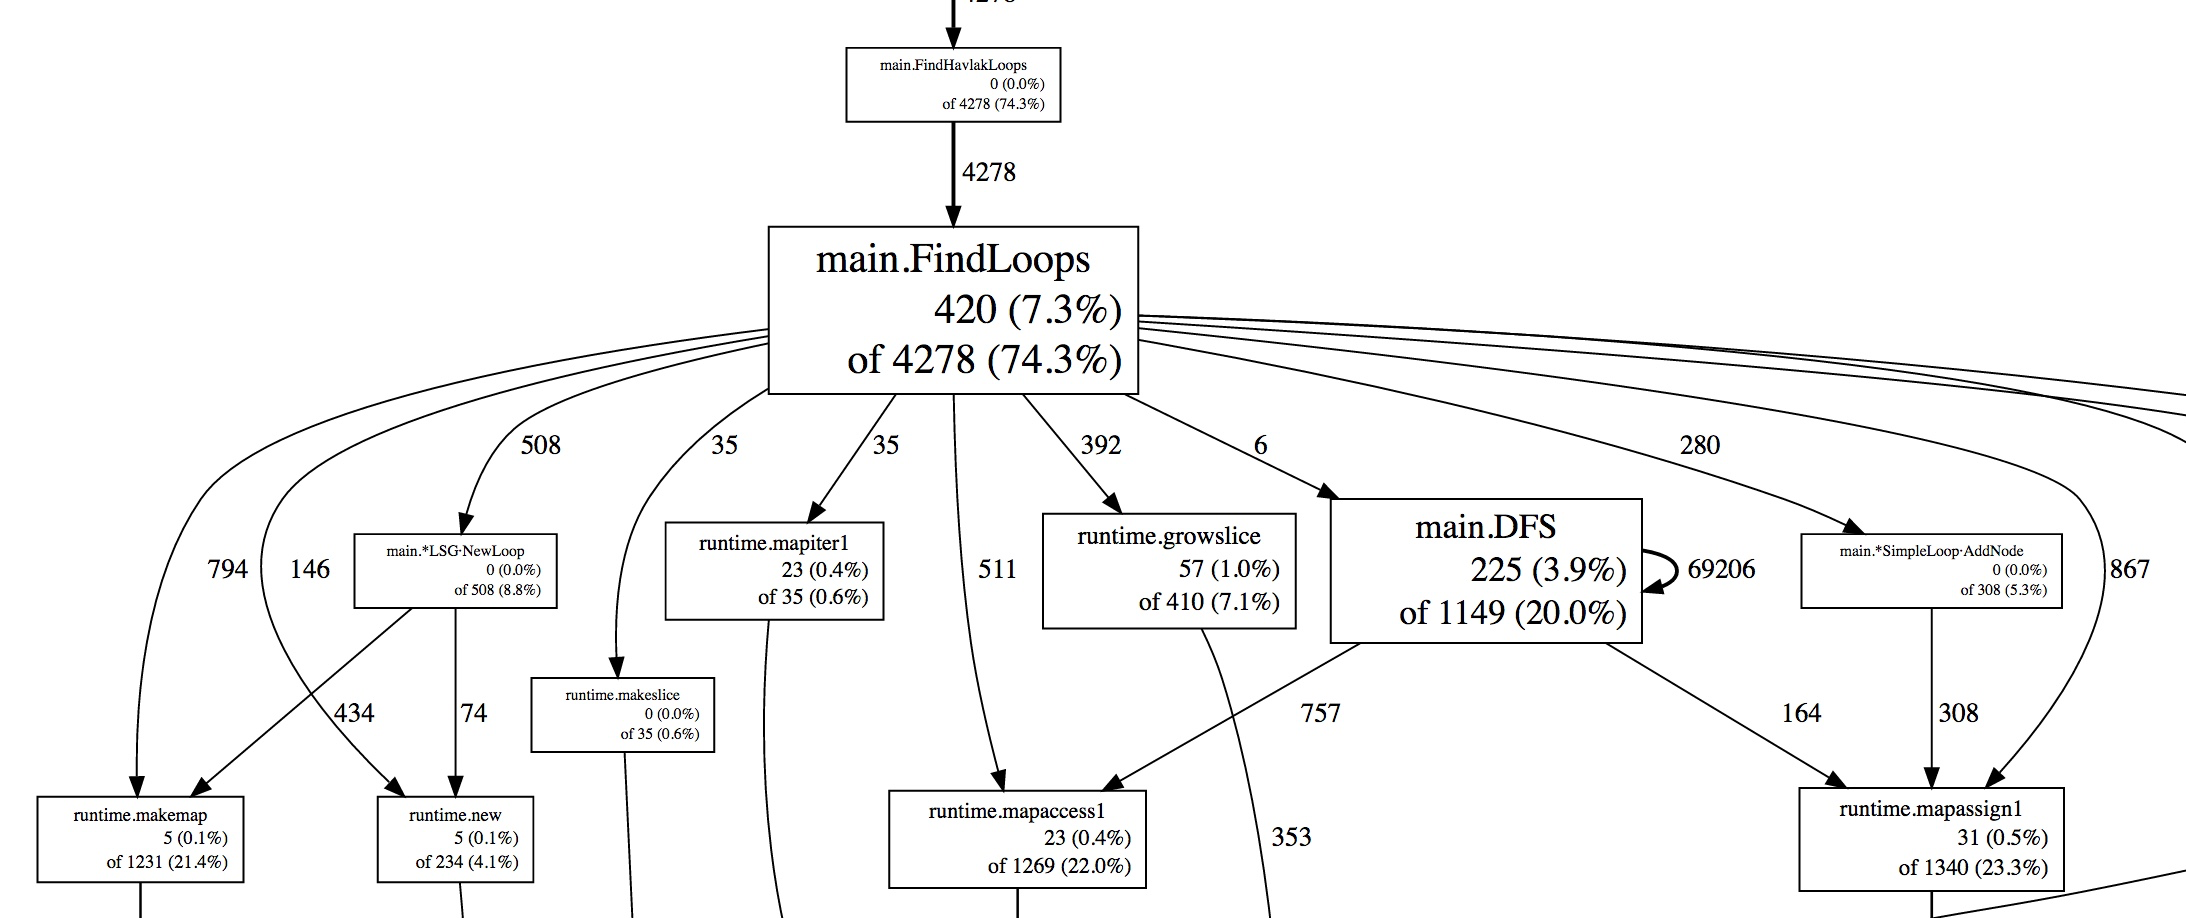 main.FindHavlakLoops
0 (0.0%)
of 4278 (74.3%)
4278
main.FindLoops
420 (7.3%)
of 4278 (74.3%)
508
35
35
392
6
280
main.*LSG·NewLoop
0 (0.0%)
of 508 (8.8%)
runtime.mapiter1
23 (0.4%)
of 35 (0.6%)
runtime.growslice
57 (1.0%)
of 410 (7.1%)
main.DFS
225 (3.9%)
of 1149 (20.0%)
main.*SimpleLoop·AddNode
0 (0.0%)
of 308 (5.3%)
794
146
511
69206
867
434
74
runtime.makeslice
0 (0.0%)
of 35 (0.6%)
757
164
308
runtime.makemap
5 (0.1%)
of 1231 (21.4%)
runtime.new
5 (0.1%)
of 234 (4.1%)
runtime.mapaccess1
23 (0.4%)
of 1269 (22.0%)
353
runtime.mapassign1
31 (0.5%)
of 1340 (23.3%)